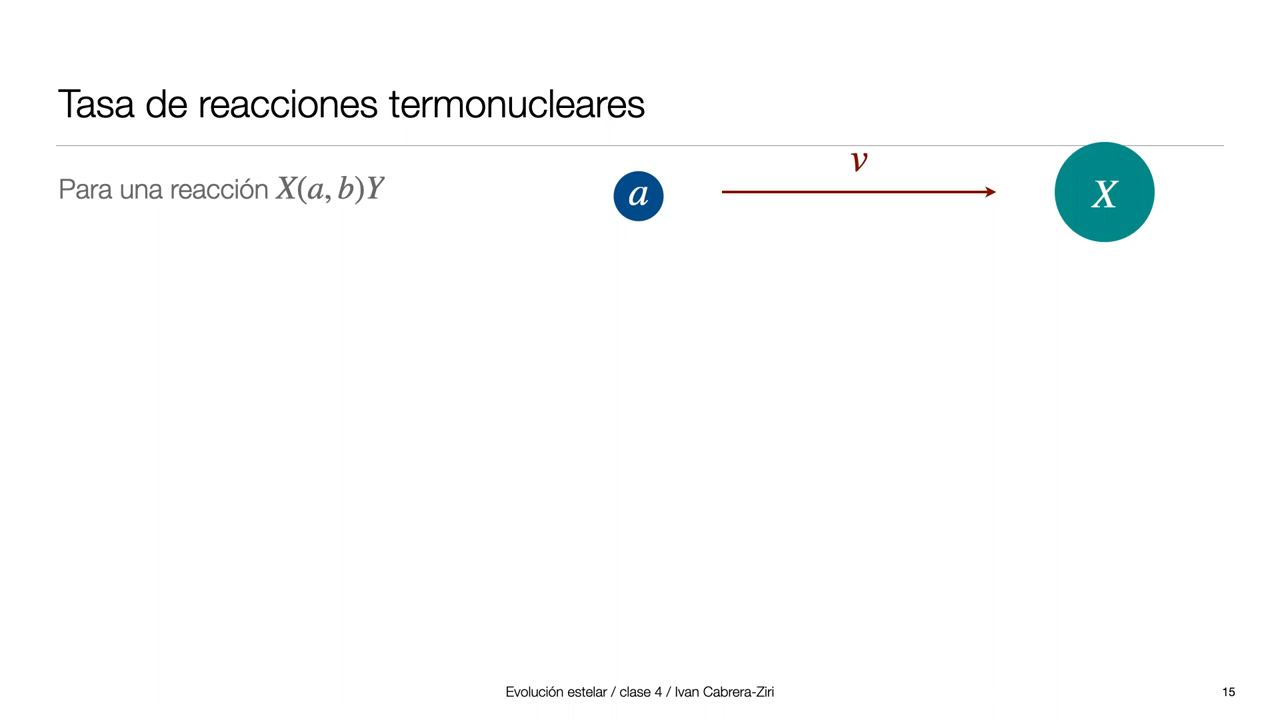 Tasa de reacciones termonucleares
v
Para una reacción X(a, b)Y
a
X
Evolución estelar / clase 4 / Ivan Cabrera-Ziri
15